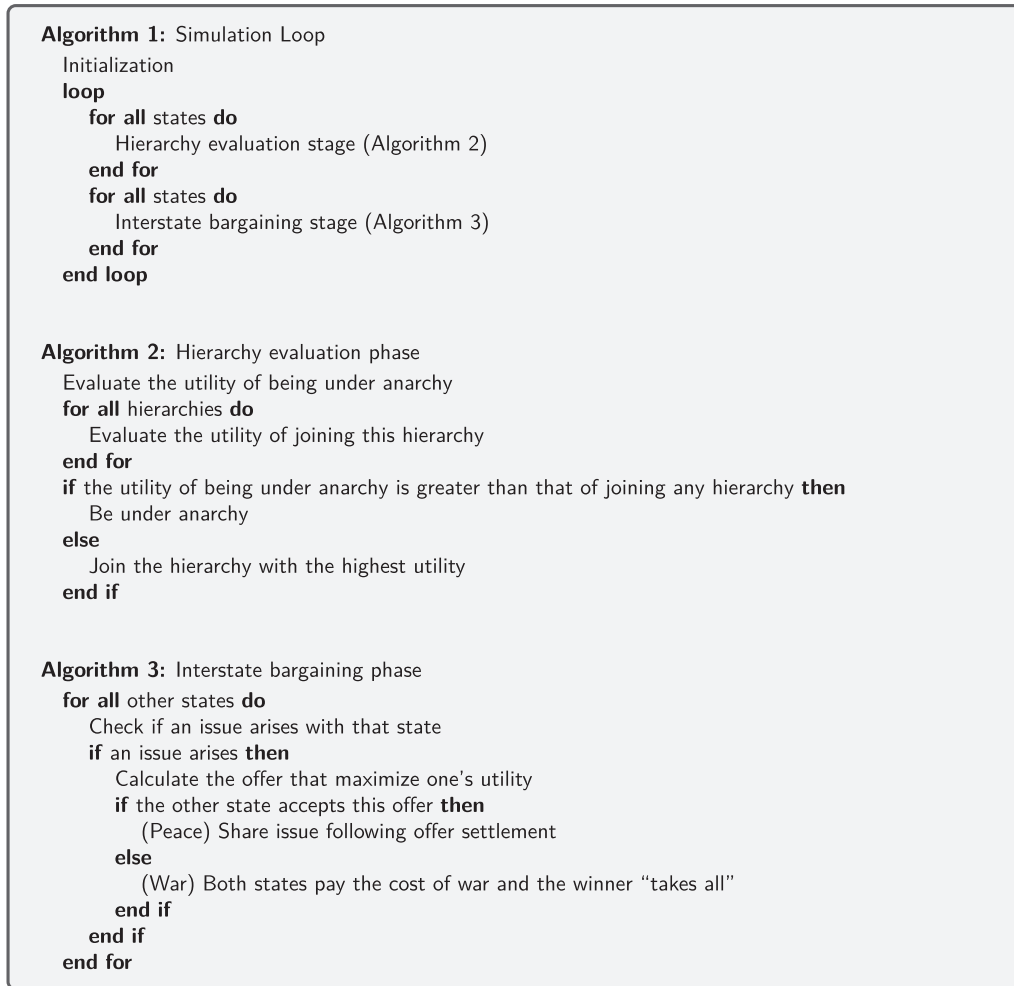 Algorithm 1: Simulation Loop
Initialization
loop
for all states do
Hierarchy evaluation stage (Algorithm 2)
end for
for all states do
Interstate bargaining stage (Algorithm 3)
end for
end loop
Algorithm 2: Hierarchy evaluation phase
Evaluate the utility of being under anarchy
for all hierarchies do
Evaluate the utility of joining this hierarchy
end for
if the utility of being under anarchy is greater than that of joining any hierarchy then
Be under anarchy
else
Join the hierarchy with the highest utility
end if
Algorithm 3: Interstate bargaining phase
for all other states do
Check if an issue arises with that state
if an issue arises then
Calculate the offer that maximize one's utility
if the other state accepts this offer then
(Peace) Share issue following offer settlement
else
(War) Both states pay the cost of war and the winner “takes all”
end if
end if
end for